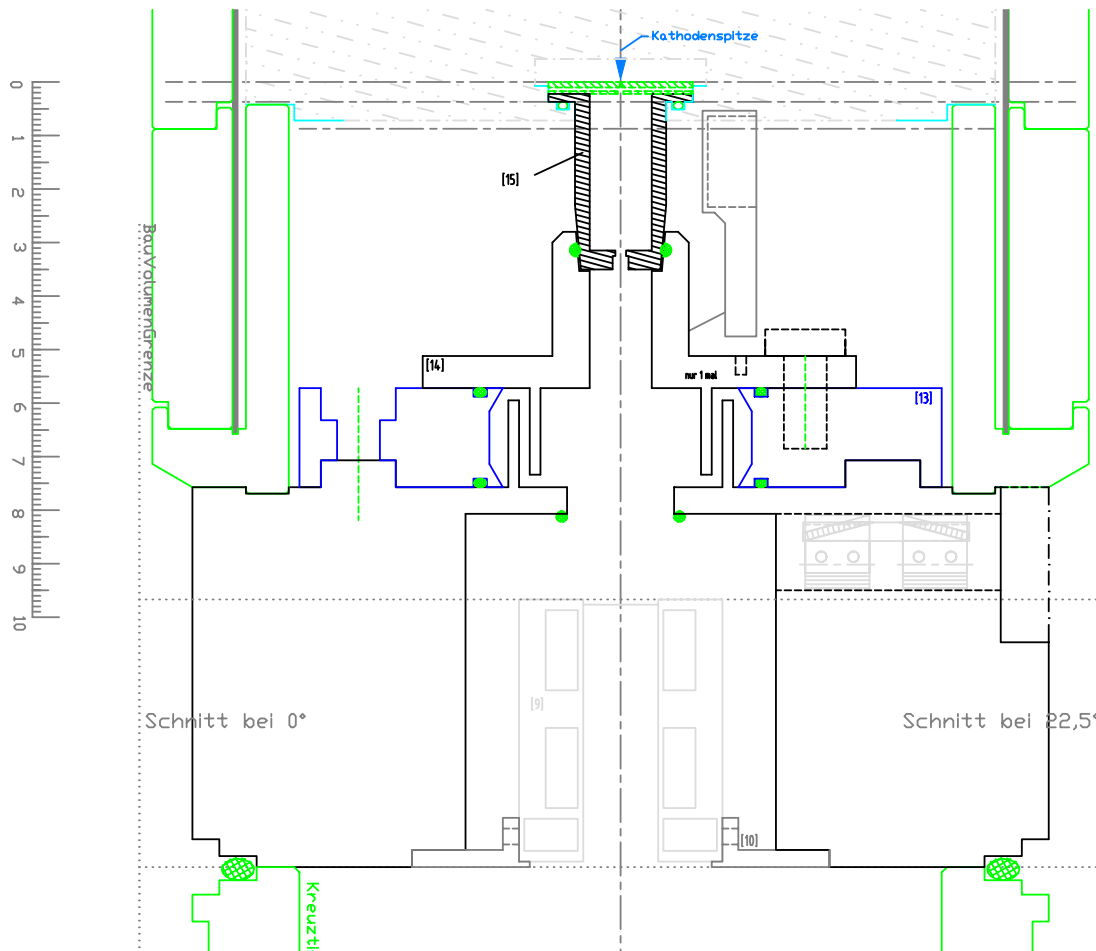 Kathodenspitze
0
1
2
3
4
5
6
7
8
9
10
BauVolumenGrenze
[15]
[14]
nur 1 mal
[13]
[9]
Schnitt bei 0°
Schnitt bei 22,5°
[10]
Kreuzti